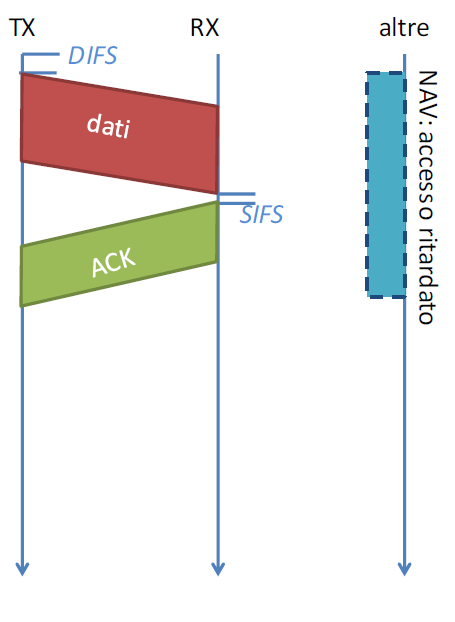 TX
RX
altre
DIFS
dati
NAV: accesso ritardato
SIFS
ACK